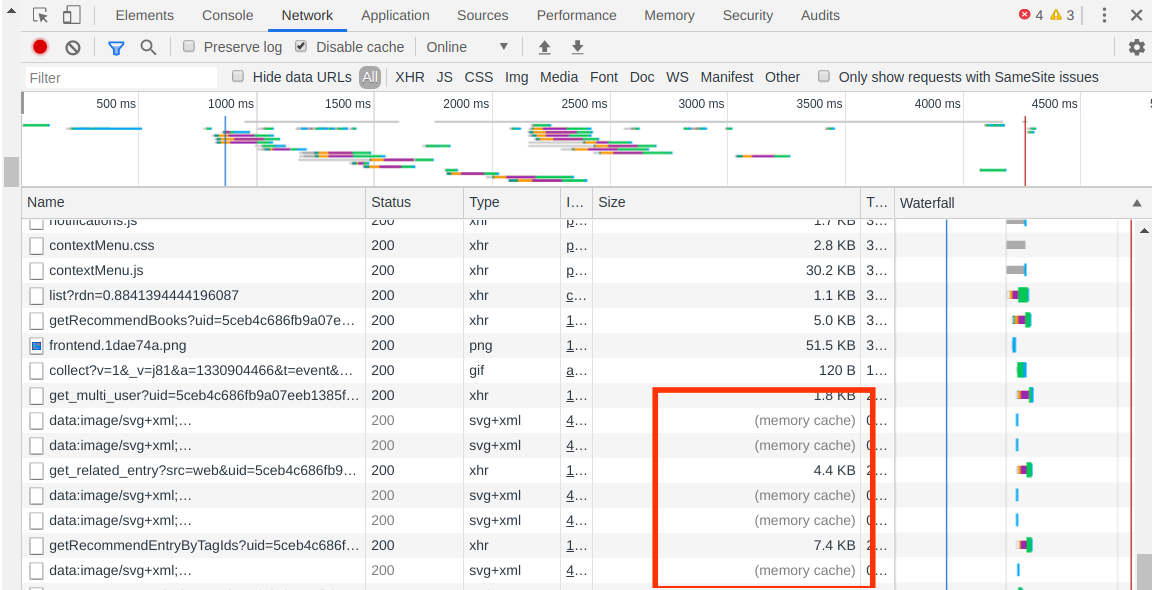 Elements Console Network Application Sources Performance Memory Security Audits 4 3
Preserve log Disable cache Online
Filter Hide data URLs All XHR JS CSS Img Media Font Doc WS Manifest Other Only show requests with SameSite issues
500 ms 1000 ms 1500 ms 2000 ms 2500 ms 3000 ms 3500 ms 4000 ms 4500 ms
Name Status Type I... Size T... Waterfall
notifications.js 200 xhr p... 1.7 KB 3...
contextMenu.css 200 xhr p... 2.8 KB 3...
contextMenu.js 200 xhr p... 30.2 KB 3...
list?rdn=0.8841394444196087 200 xhr c... 1.1 KB 3...
getRecommendBooks?uid=5ceb4c686fb9a07e... 200 xhr 1... 5.0 KB 3...
frontend.1dae74a.png 200 png 1... 51.5 KB 3...
collect?v=1&_v=j81&a=1330904466&t=event&... 200 gif a... 120 B 1...
get_multi_user?uid=5ceb4c686fb9a07eeb1385f... 200 xhr 1... 1.8 KB 2...
data:image/svg+xml;... 200 svg+xml 4... (memory cache) 0...
data:image/svg+xml;... 200 svg+xml 4... (memory cache) 0...
get_related_entry?src=web&uid=5ceb4c686fb9... 200 xhr 1... 4.4 KB 2...
data:image/svg+xml;... 200 svg+xml 4... (memory cache) 0...
data:image/svg+xml;... 200 svg+xml 4... (memory cache) 0...
getRecommendEntryByTagIds?uid=5ceb4c686f... 200 xhr 1... 7.4 KB 2...
data:image/svg+xml;... 200 svg+xml 4... (memory cache) 0...